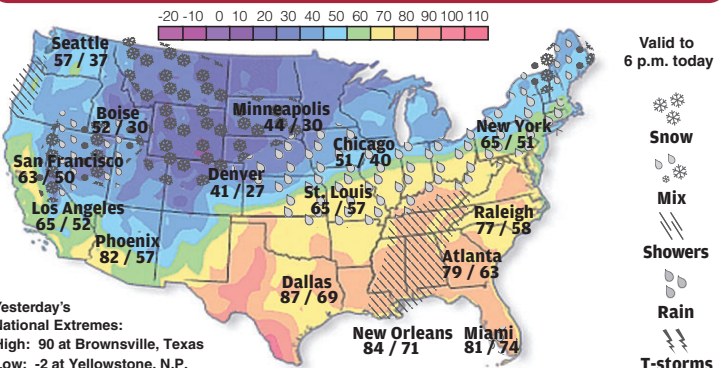 -20 -10 0 10 20 30 40 50 60 70 80 90 100 110
Seattle
57 / 37
Boise
52 / 30
Minneapolis
44 / 30
Chicago
51 / 40
New York
65 / 51
San Francisco
63 / 50
Denver
41 / 27
St. Louis
65 / 57
Los Angeles
65 / 52
Raleigh
77 / 58
Phoenix
82 / 57
Atlanta
79 / 63
Dallas
87 / 69
New Orleans
84 / 71
Miami
81 / 74
Yesterday's
National Extremes:
High: 90 at Brownsville, Texas
Low: -2 at Yellowstone, N.P.
Valid to
6 p.m. today
Snow
Mix
Showers
Rain
T-storms